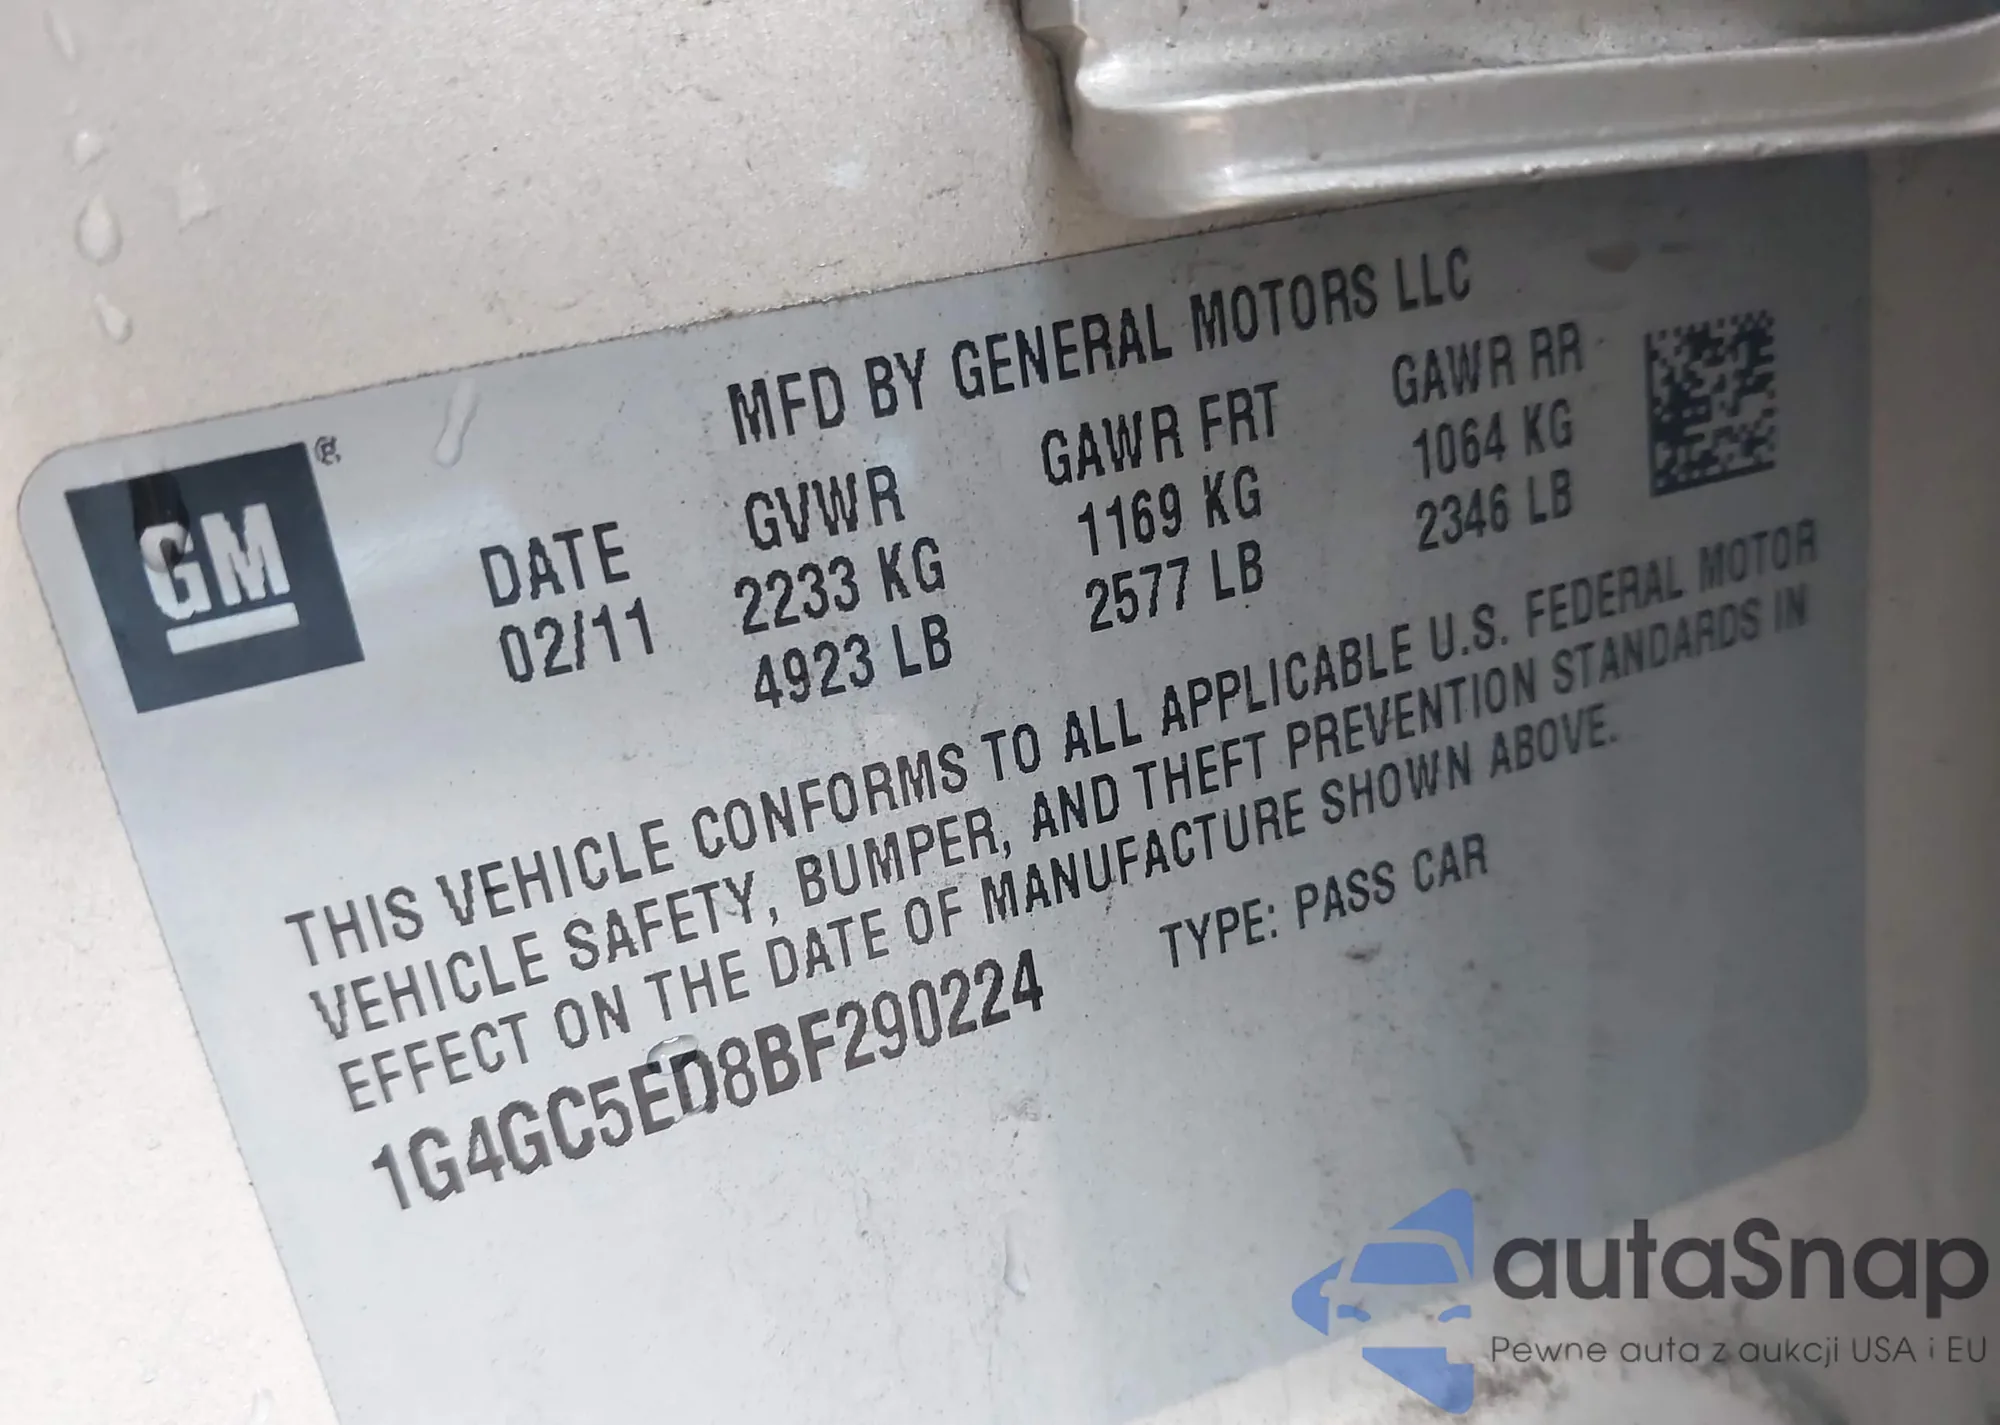 MFD BY GENERAL MOTORS LLC
GM®
DATE GVWR GAWR FRT GAWR RR
02/11 2233 KG 1169 KG 1064 KG
4923 LB 2577 LB 2346 LB
THIS VEHICLE CONFORMS TO ALL APPLICABLE U.S. FEDERAL MOTOR
VEHICLE SAFETY, BUMPER, AND THEFT PREVENTION STANDARDS IN
EFFECT ON THE DATE OF MANUFACTURE SHOWN ABOVE.
1G4GC5ED8BF290224 TYPE: PASS CAR
autaSnap
Pewne auta z aukcji USA i EU